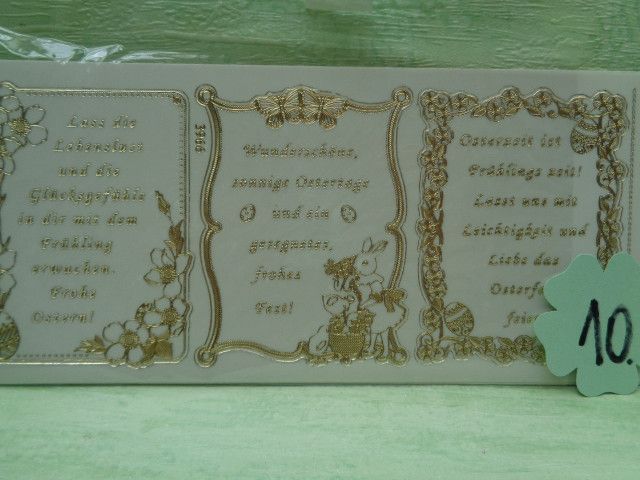 Lass die
Lebenslust
und die
Glücksgefühle
in dir mit dem
Frühling
erwachen.
Frohe
Ostern!
3966
Wunderschöne,
sonnige Ostertage
und ein
gesegnetes,
frohes
Fest!
Osterzeit ist
Frühlings zeit!
Lasst uns mit
Leichtigkeit und
Liebe das
10.